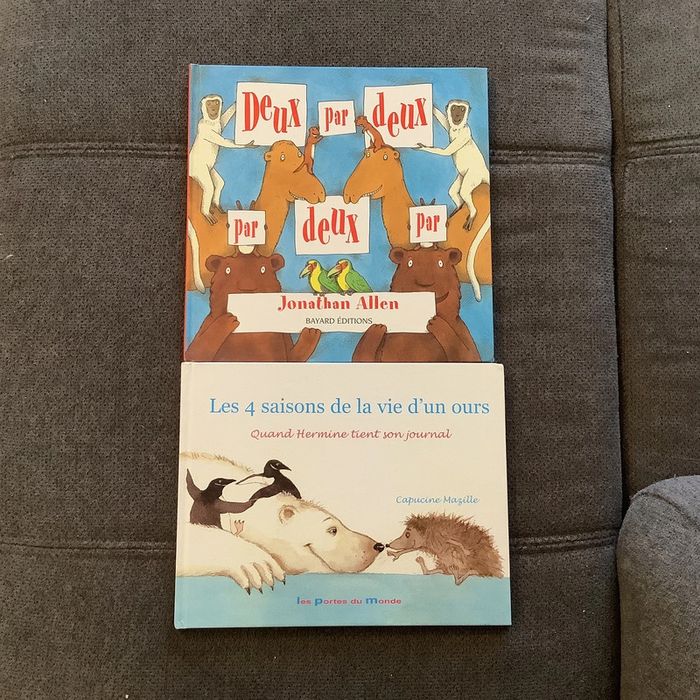 Deux par deux
par deux par
Jonathan Allen
BAYARD ÉDITIONS
Les 4 saisons de la vie d'un ours
Quand Hermine tient son journal
Capucine Mazille
les Portes du Monde